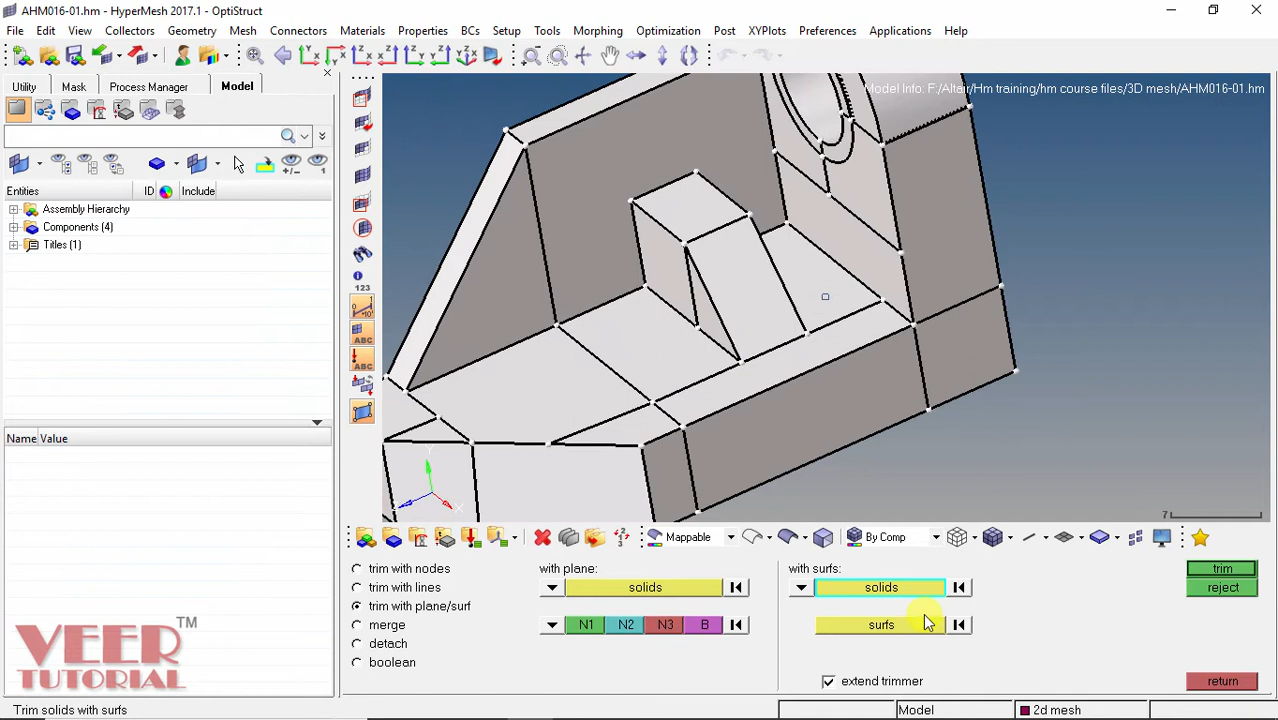 AHM016-01.hm - HyperMesh 2017.1 - OptiStruct
File Edit View Collectors Geometry Mesh Connectors Materials Properties BCs Setup Tools Morphing Optimization Post XYPlots Preferences Applications Help
Utility Mask Process Manager Model
Model Info: F:/Altair/Hm training/hm course files/3D mesh/AHM016-01.hm
Entities ID Include
Assembly Hierarchy
Components (4)
Titles (1)
123
ABC
ABC
Name Value
Y
X
7
Mappable By Comp
trim with nodes with plane: with surfs: trim
trim with lines solids solids reject
trim with plane/surf
merge N1 N2 N3 B surfs
detach
boolean
extend trimmer return
VEER TM
TUTORIAL
Trim solids with surfs Model 2d mesh